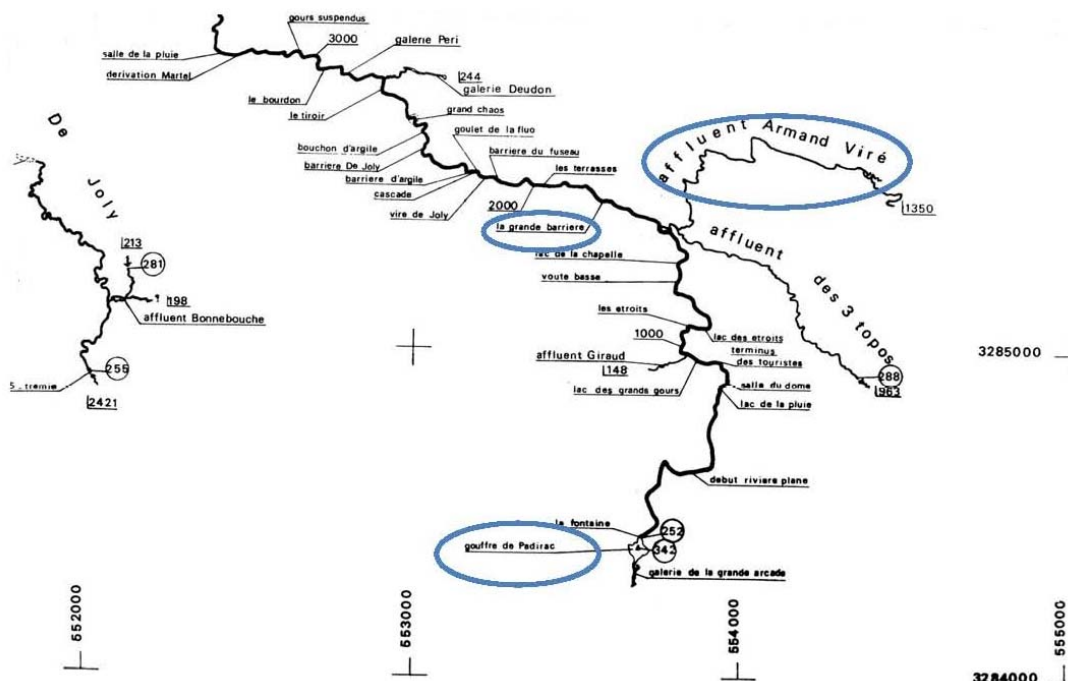 gours suspendus
3000
galerie Peri
salle de la pluie
derivation Martel
244
galerie Deudon
le bourdon
le tiroir
grand chaos
goulet de la fluo
De Joly
bouchon d'argile
barriere du fuseau
affluent Armand Viré
barriere De Joly
les terrasses
barriere d'argile
cascade
2000
vire de Joly
1350
la grande barriere
affluent des 3 topos
213
281
lac de la chapelle
voute basse
198
affluent Bonnebouche
les etroits
lac des etroits
1000
terminus
des touristes
affluent Giraud
3285000
148
255
288
963
salle du dome
lac des grands gours
lac de la pluie
2421
debut riviere plane
la fontaine
252
gouffre de Padirac
342
galerie de la grande arcade
552000
553000
554000
555000
3284000